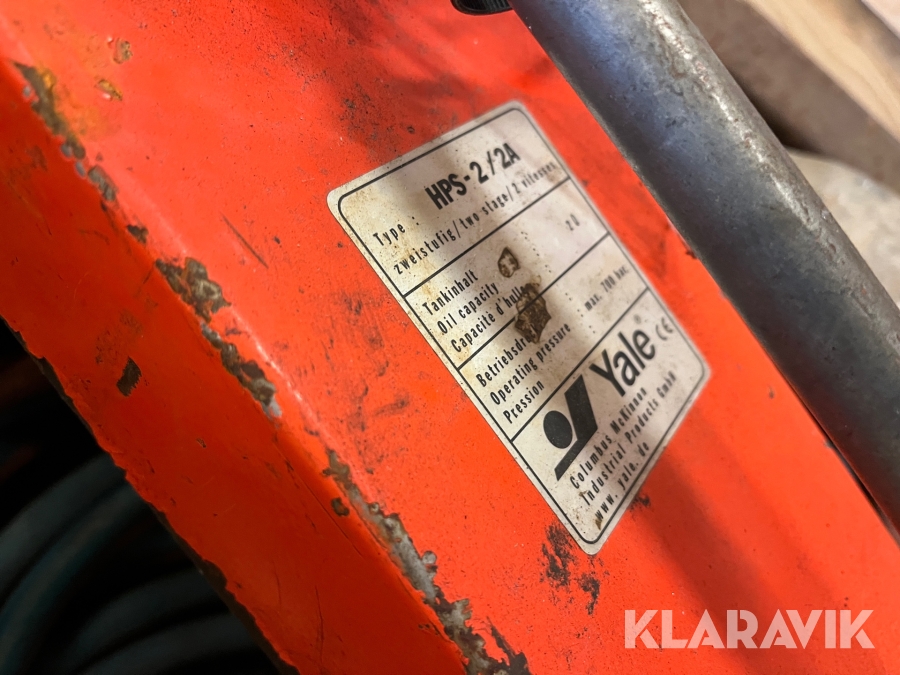 Type : HPS-2/2A
zweistufig/two stage/2 vitesses
Tankinhalt
Oil capacity 2 l
Capacité d'huile
Betriebsdr
Operating pressure : max. 700 bar
Pression
Yale® CE
Columbus McKinnon
Industrial Products GmbH
www.yale.de
KLARAVIK